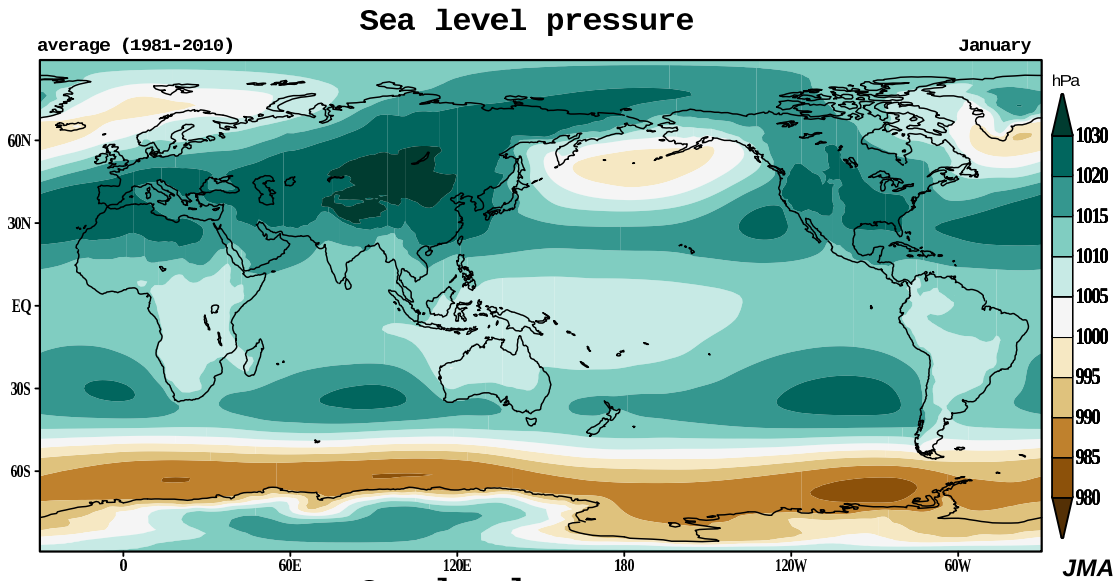 Sea level pressure
average (1981-2010) January
hPa
1030
1020
1015
1010
1005
1000
995
990
985
980
60N
30N
EQ
30S
60S
0 60E 120E 180 120W 60W
JMA